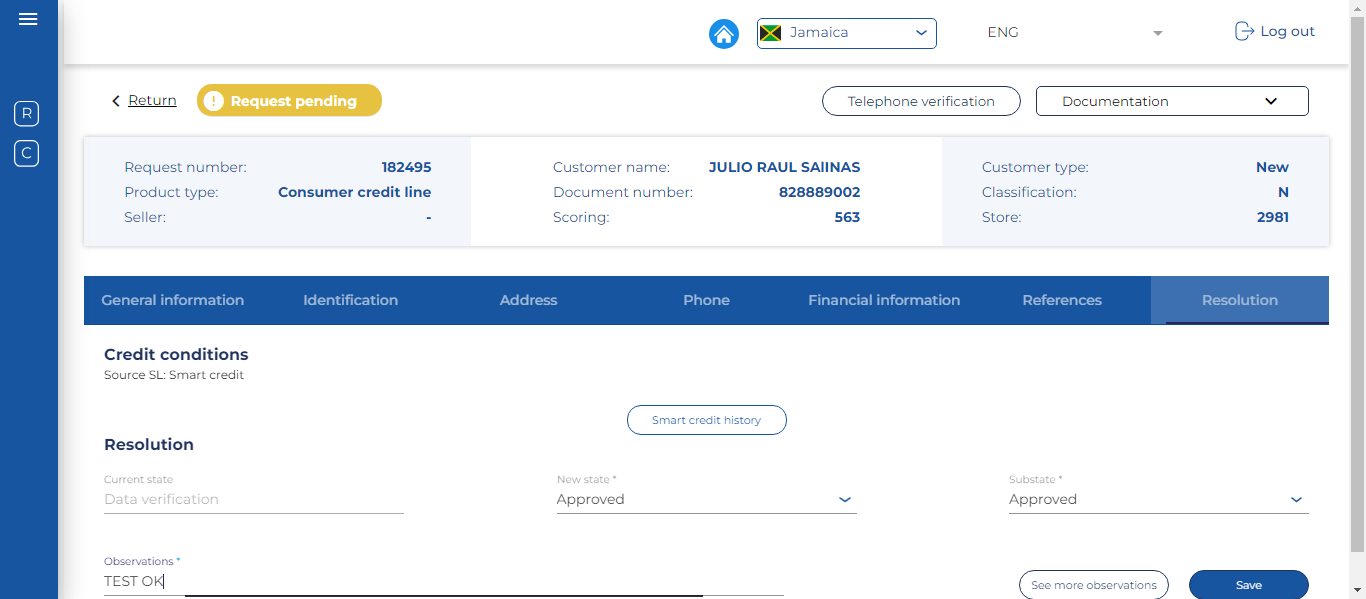 Jamaica
ENG
Log out
R
C
Return
! Request pending
Telephone verification
Documentation
Request number: 182495
Product type: Consumer credit line
Seller: -
Customer name: JULIO RAUL SAlINAS
Document number: 828889002
Scoring: 563
Customer type: New
Classification: N
Store: 2981
General information
Identification
Address
Phone
Financial information
References
Resolution
Credit conditions
Source SL: Smart credit
Smart credit history
Resolution
Current state
Data verification
New state *
Approved
Substate *
Approved
Observations *
TEST OK
See more observations
Save